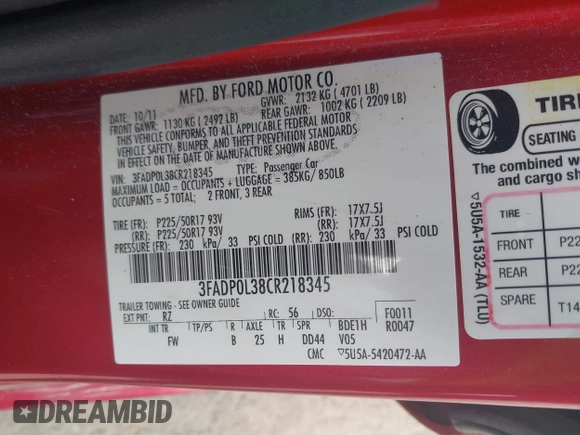 MFD. BY FORD MOTOR CO.
DATE: 10/11 GVWR: 2132 KG ( 4701 LB)
FRONT GAWR: 1130 KG ( 2492 LB) REAR GAWR: 1002 KG ( 2209 LB)
THIS VEHICLE CONFORMS TO ALL APPLICABLE FEDERAL MOTOR
VEHICLE SAFETY, BUMPER, AND THEFT PREVENTION STANDARDS
IN EFFECT ON THE DATE OF MANUFACTURE SHOWN ABOVE.
VIN: 3FADP0L38CR218345 TYPE: Passenger Car
MAXIMUM LOAD = OCCUPANTS + LUGGAGE = 385KG/ 850LB
OCCUPANTS = 5 TOTAL; 2 FRONT, 3 REAR
TIRE (FR): P225/50R17 93V RIMS (FR): 17X7.5J
(RR): P225/50R17 93V (RR): 17X7.5J
PRESSURE (FR): 230 kPa/ 33 PSI COLD (RR): 230 kPa/ 33 PSI COLD
3FADP0L38CR218345
TRAILER TOWING - SEE OWNER GUIDE
EXT PNT: RZ RC: 56 F0011
INT TR TP/PS R AXLE TR SPR BDE1H R0047
FW B 25 H DD44 V05
CMC ▽5U5A-5420472-AA
TIRE
SEATING
The combined w
and cargo sh
TIRE
FRONT P22
REAR P22
SPARE T14
▽5U5A-1532-AA (TLU)
DREAMBID